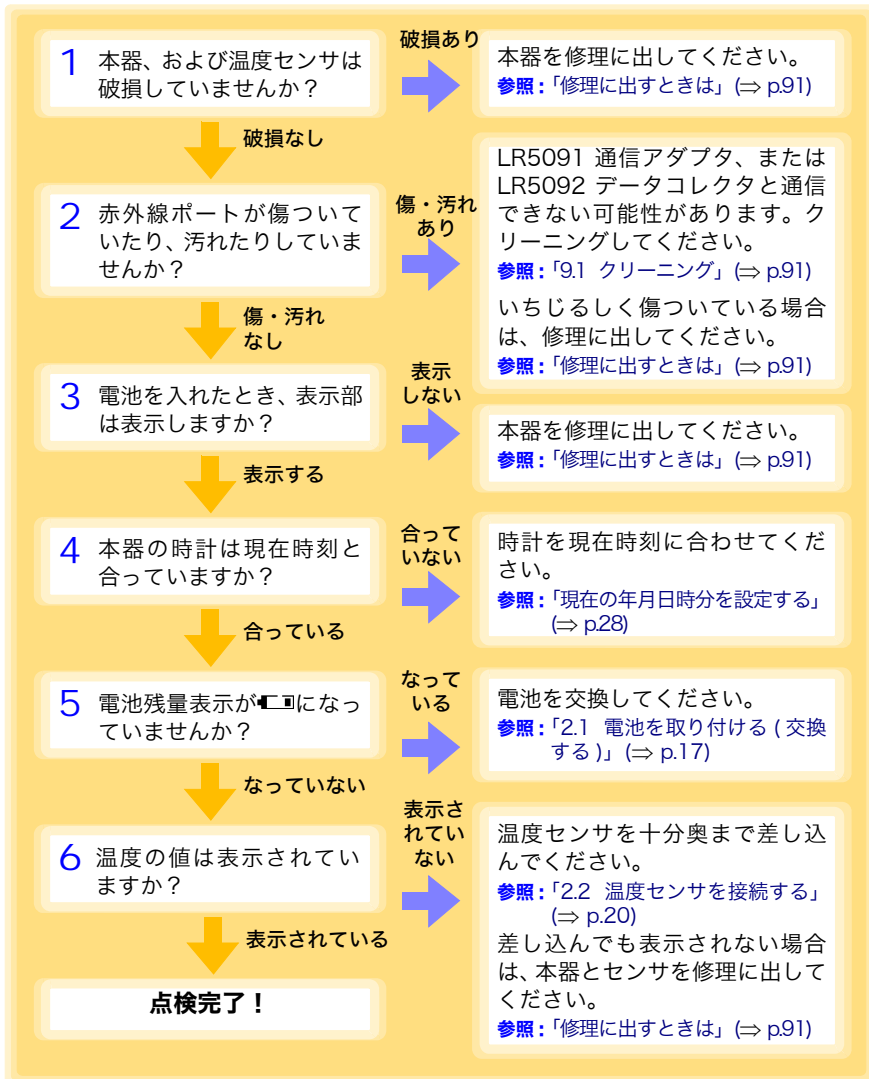 1 本器、および温度センサは
破損していませんか？
破損あり
本器を修理に出してください。
参照：「修理に出すときは」(⇒ p.91)
破損なし
2 赤外線ポートが傷ついて
いたり、汚れたりしていま
せんか？
傷・汚れ
あり
LR5091 通信アダプタ、または
LR5092 データコレクタと通信
できない可能性があります。ク
リーニングしてください。
参照：「9.1 クリーニング」(⇒ p.91)
いちじるしく傷ついている場合
は、修理に出してください。
参照：「修理に出すときは」(⇒ p.91)
傷・汚れ
なし
3 電池を入れたとき、表示部
は表示しますか？
表示
しない
本器を修理に出してください。
参照：「修理に出すときは」(⇒ p.91)
表示する
4 本器の時計は現在時刻と
合っていますか？
合って
いない
時計を現在時刻に合わせてくだ
さい。
参照：「現在の年月日時分を設定する」
(⇒ p.28)
合っている
5 電池残量表示がになっ
ていませんか？
なって
いる
電池を交換してください。
参照：「2.1 電池を取り付ける ( 交換
する )」(⇒ p.17)
なっていない
6 温度の値は表示されてい
ますか？
表示さ
れてい
ない
温度センサを十分奥まで差し込
んでください。
参照：「2.2 温度センサを接続する」
(⇒ p.20)
差し込んでも表示されない場合
は、本器とセンサを修理に出して
ください。
参照：「修理に出すときは」(⇒ p.91)
表示されている
点検完了！